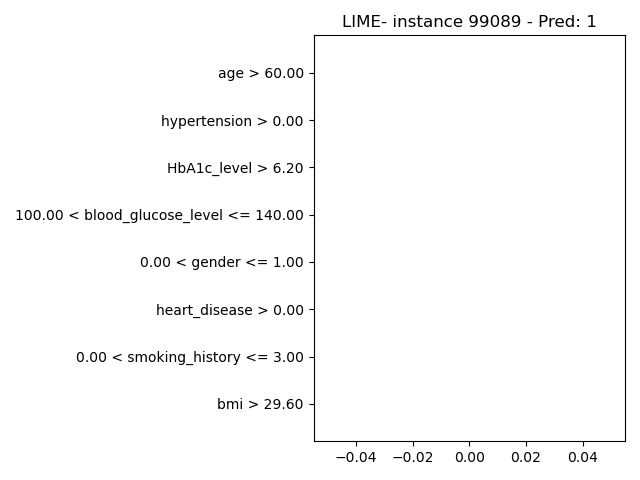 LIME- instance 99089 - Pred: 1
age > 60.00
hypertension > 0.00
HbA1c_level > 6.20
100.00 < blood_glucose_level <= 140.00
0.00 < gender <= 1.00
heart_disease > 0.00
0.00 < smoking_history <= 3.00
bmi > 29.60
−0.04 −0.02 0.00 0.02 0.04